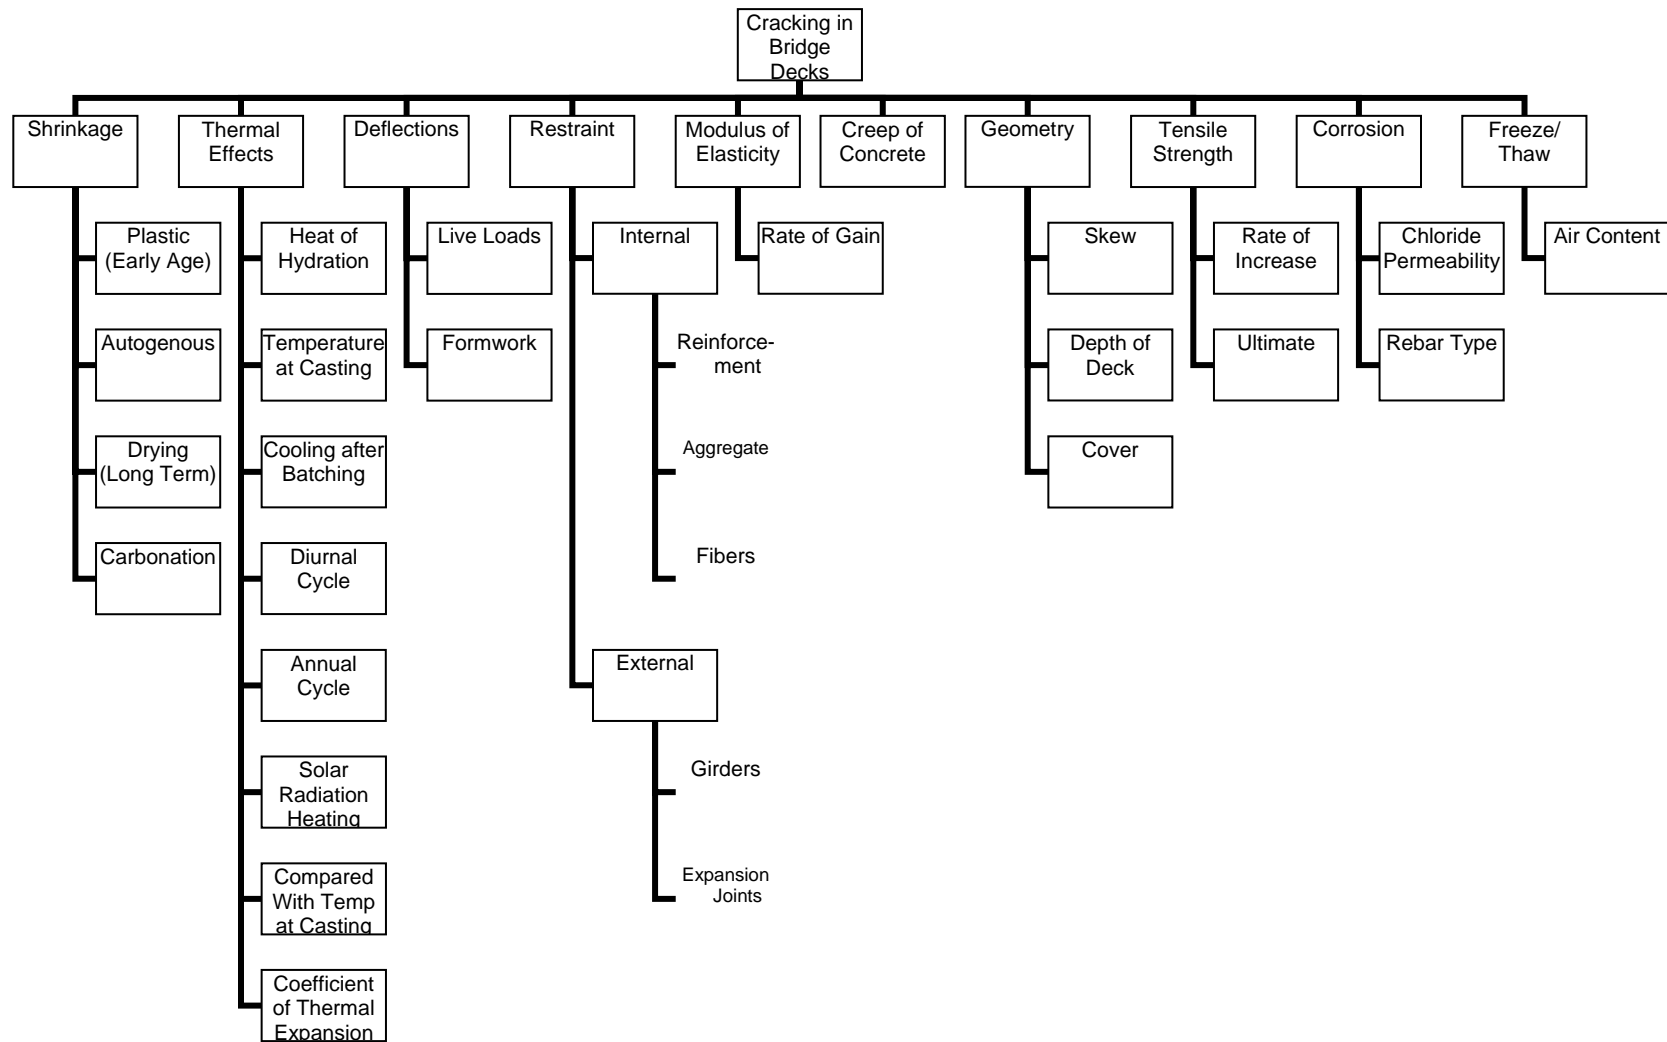 Cracking in
Bridge
Decks
Shrinkage
Thermal
Effects
Deflections
Restraint
Modulus of
Elasticity
Creep of
Concrete
Geometry
Tensile
Strength
Corrosion
Freeze/
Thaw
Plastic
(Early Age)
Autogenous
Drying
(Long Term)
Carbonation
Heat of
Hydration
Temperature
at Casting
Cooling after
Batching
Diurnal
Cycle
Annual
Cycle
Solar
Radiation
Heating
Compared
With Temp
at Casting
Coefficient
of Thermal
Expansion
Live Loads
Formwork
Internal
Reinforce-
ment
Aggregate
Fibers
External
Girders
Expansion
Joints
Rate of Gain
Skew
Depth of
Deck
Cover
Rate of
Increase
Ultimate
Chloride
Permeability
Rebar Type
Air Content